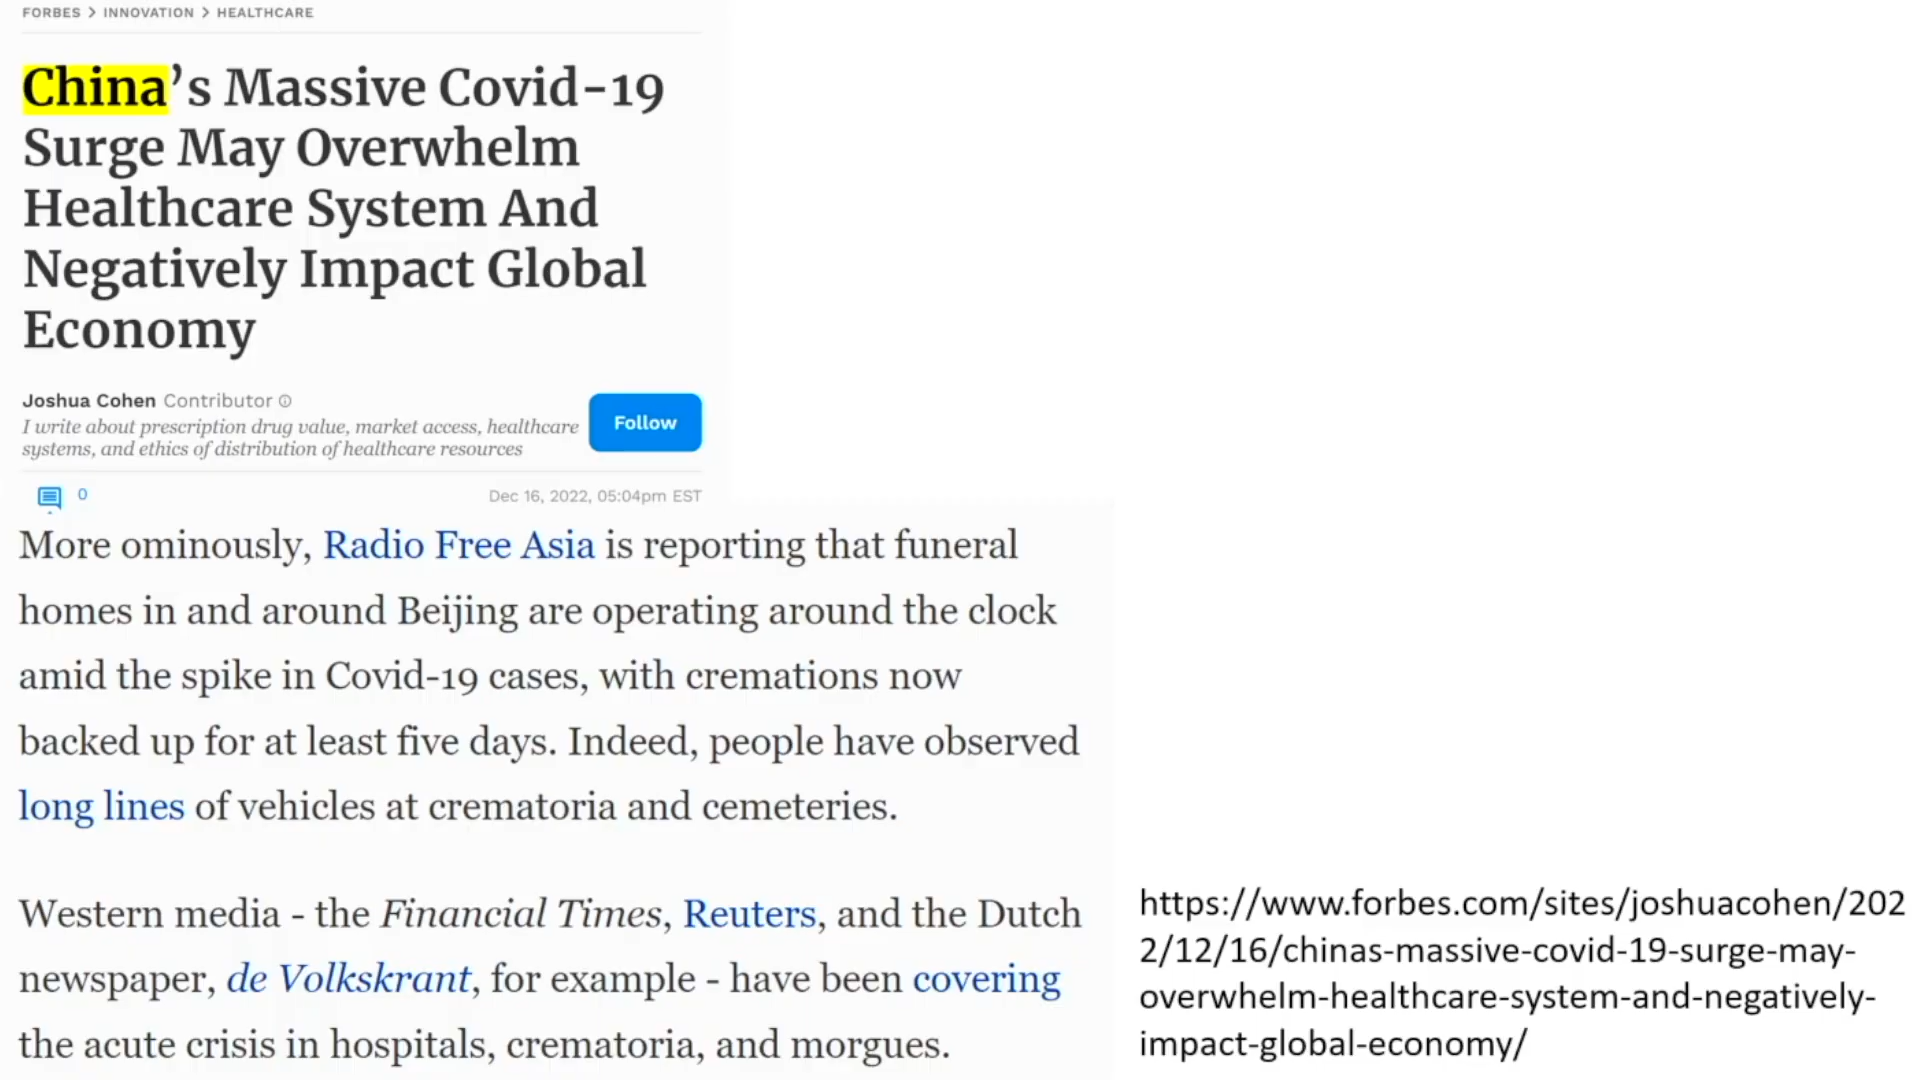 FORBES > INNOVATION > HEALTHCARE
China's Massive Covid-19
Surge May Overwhelm
Healthcare System And
Negatively Impact Global
Economy
Joshua Cohen Contributor
I write about prescription drug value, market access, healthcare
systems, and ethics of distribution of healthcare resources
Follow
0
Dec 16, 2022, 05:04pm EST
More ominously, Radio Free Asia is reporting that funeral
homes in and around Beijing are operating around the clock
amid the spike in Covid-19 cases, with cremations now
backed up for at least five days. Indeed, people have observed
long lines of vehicles at crematoria and cemeteries.
Western media - the Financial Times, Reuters, and the Dutch
newspaper, de Volkskrant, for example - have been covering
the acute crisis in hospitals, crematoria, and morgues.
https://www.forbes.com/sites/joshuacohen/202
2/12/16/chinas-massive-covid-19-surge-may-
overwhelm-healthcare-system-and-negatively-
impact-global-economy/